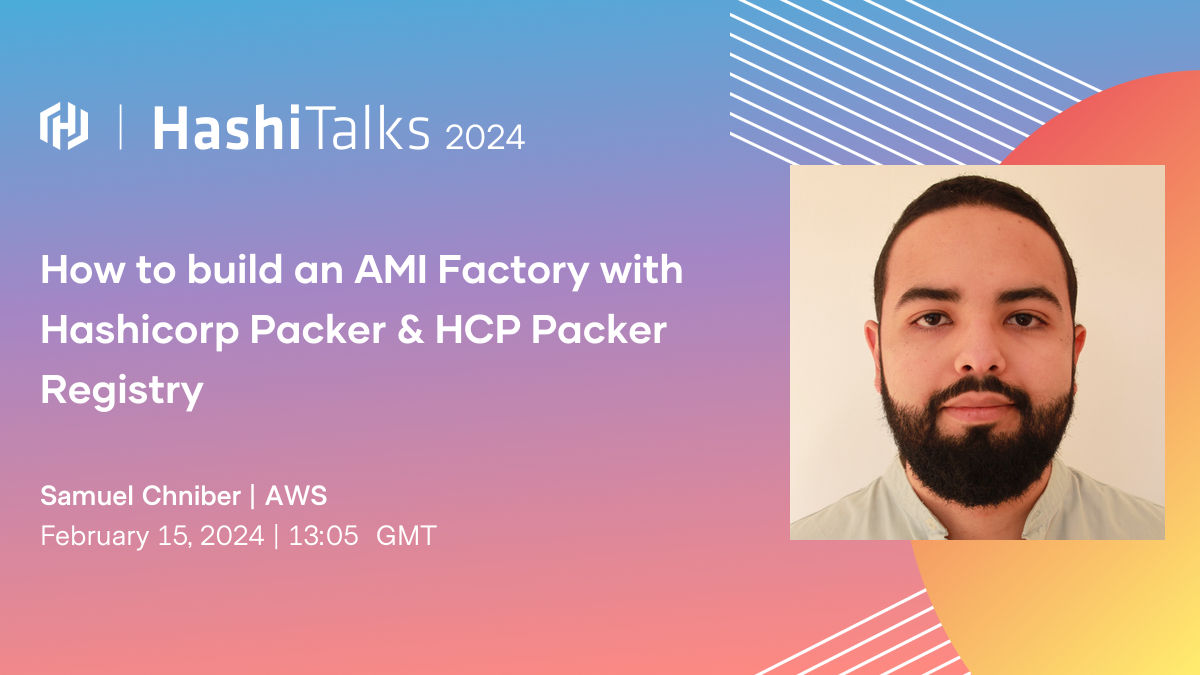 HashiTalks 2024
How to build an AMI Factory with
Hashicorp Packer & HCP Packer
Registry
Samuel Chniber | AWS
February 15, 2024 | 13:05 GMT